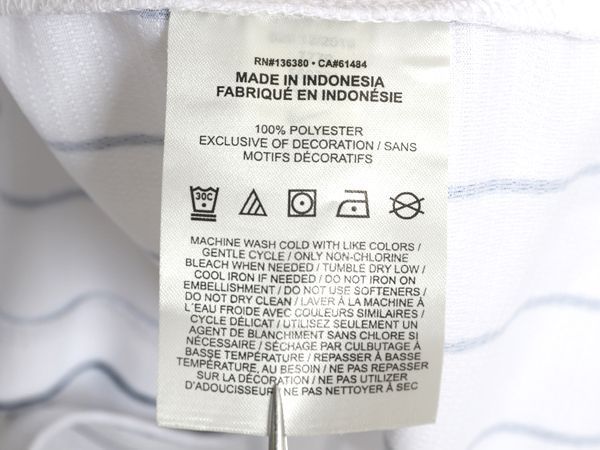 RN#136380 • CA#61484
MADE IN INDONESIA
FABRIQUÉ EN INDONÉSIE
100% POLYESTER
EXCLUSIVE OF DECORATION / SANS
MOTIFS DÉCORATIFS
30C
MACHINE WASH COLD WITH LIKE COLORS /
GENTLE CYCLE / ONLY NON-CHLORINE
BLEACH WHEN NEEDED / TUMBLE DRY LOW /
COOL IRON IF NEEDED / DO NOT IRON ON
EMBELLISHMENT / DO NOT USE SOFTENERS /
DO NOT DRY CLEAN / LAVER À LA MACHINE À
L'EAU FROIDE AVEC COULEURS SIMILAIRES /
CYCLE DÉLICAT / UTILISEZ SEULEMENT UN
AGENT DE BLANCHIMENT SANS CHLORE SI
NÉCESSAIRE / SÉCHAGE PAR CULBUTAGE À
BASSE TEMPÉRATURE / REPASSER À BASSE
TEMPÉRATURE, AU BESOIN / NE PAS REPASSER
SUR LA DÉCORATION / NE PAS UTILIZER
D'ADOUCISSEUR NE PAS NETTOYER À SEC